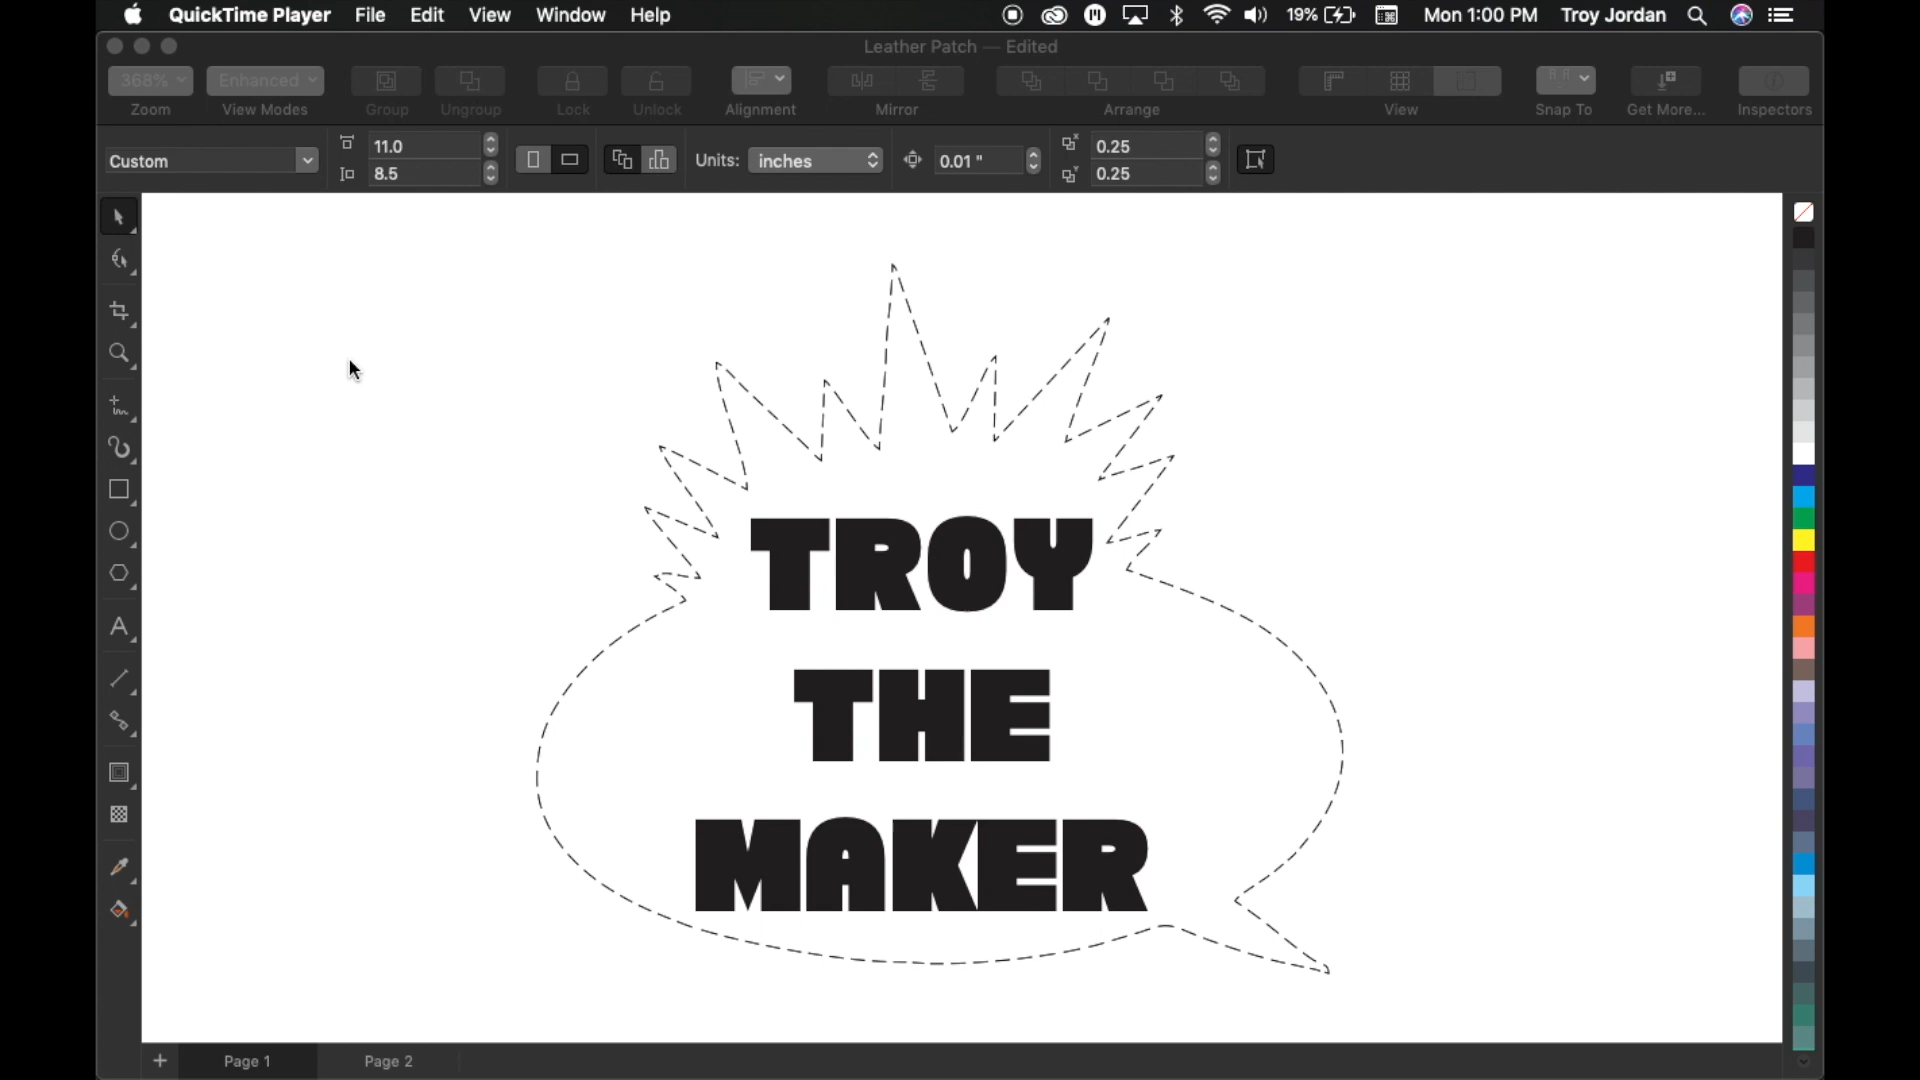 QuickTime Player File Edit View Window Help 19% Mon 1:00 PM Troy Jordan
Leather Patch — Edited
368% Enhanced
Zoom View Modes Group Ungroup Lock Unlock Alignment Mirror Arrange View Snap To Get More... Inspectors
Custom 11.0 8.5 Units: inches 0.01 " 0.25 0.25
TROY
THE
MAKER
Page 1 Page 2